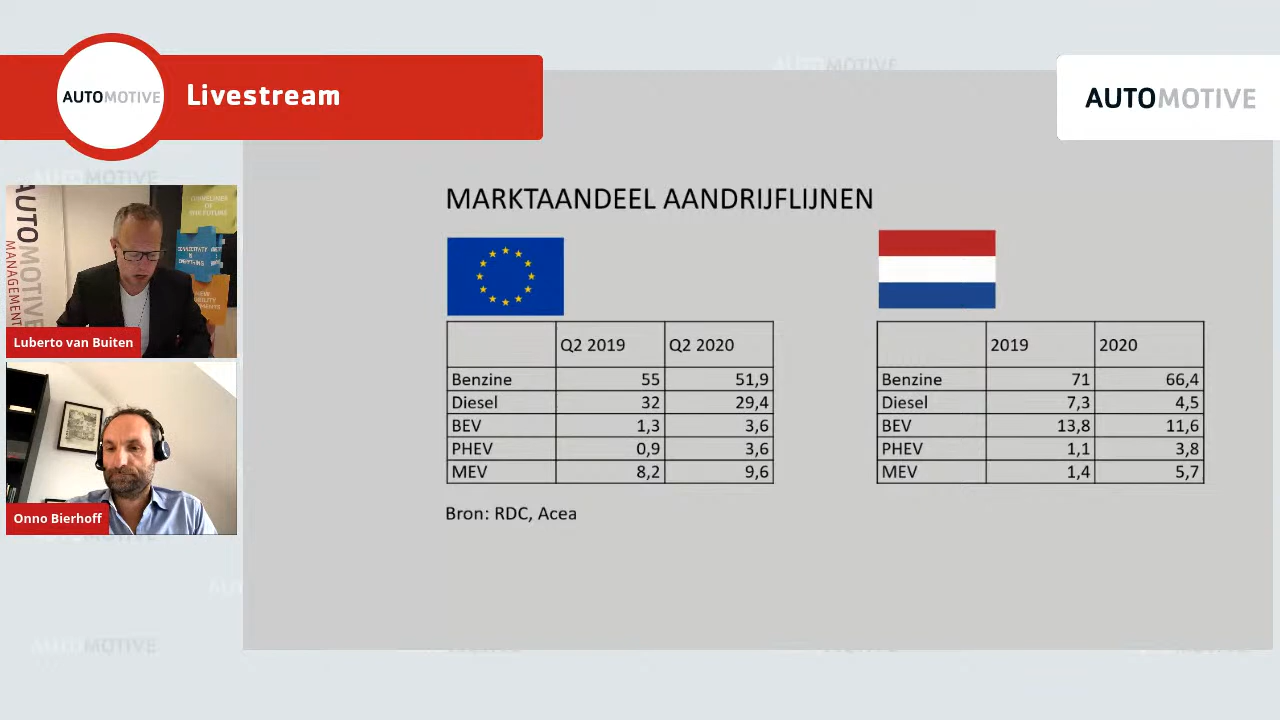 AUTOMOTIVE
Livestream
AUTOMOTIVE
AUTOMOTIVE
MANAGEMENT
Luberto van Buiten
Onno Bierhoff
MARKTAANDEEL AANDRIJFLIJNEN
Q2 2019 Q2 2020
Benzine 55 51,9
Diesel 32 29,4
BEV 1,3 3,6
PHEV 0,9 3,6
MEV 8,2 9,6
2019 2020
Benzine 71 66,4
Diesel 7,3 4,5
BEV 13,8 11,6
PHEV 1,1 3,8
MEV 1,4 5,7
Bron: RDC, Acea
AUTOMOTIVE